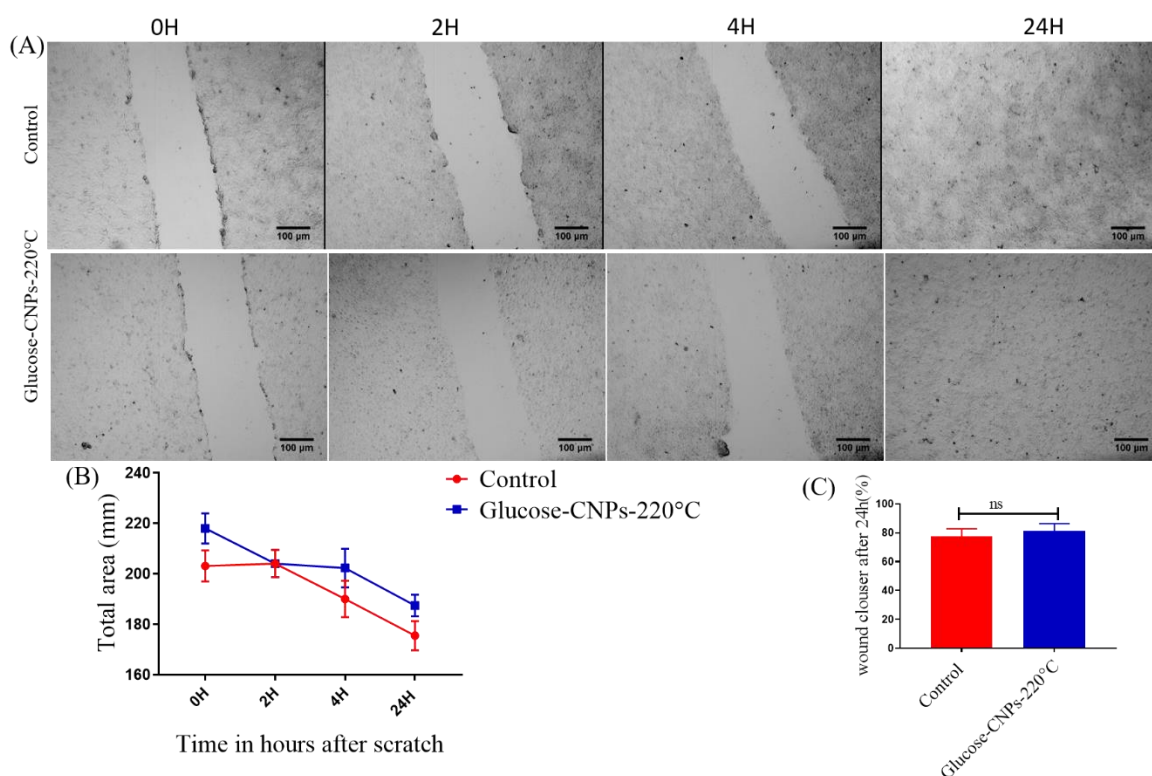 0H 2H 4H 24H
(A)
Control
100 µm 100 µm 100 µm 100 µm
Glucose-CNPs-220°C
100 µm 100 µm 100 µm 100 µm
(B)
Control
Glucose-CNPs-220°C
240
220
200
180
160
Total area (mm)
0H 2H 4H 24H
Time in hours after scratch
(C)
ns
100
80
60
40
20
0
wound clouser after 24h(%)
Control
Glucose-CNPs-220°C